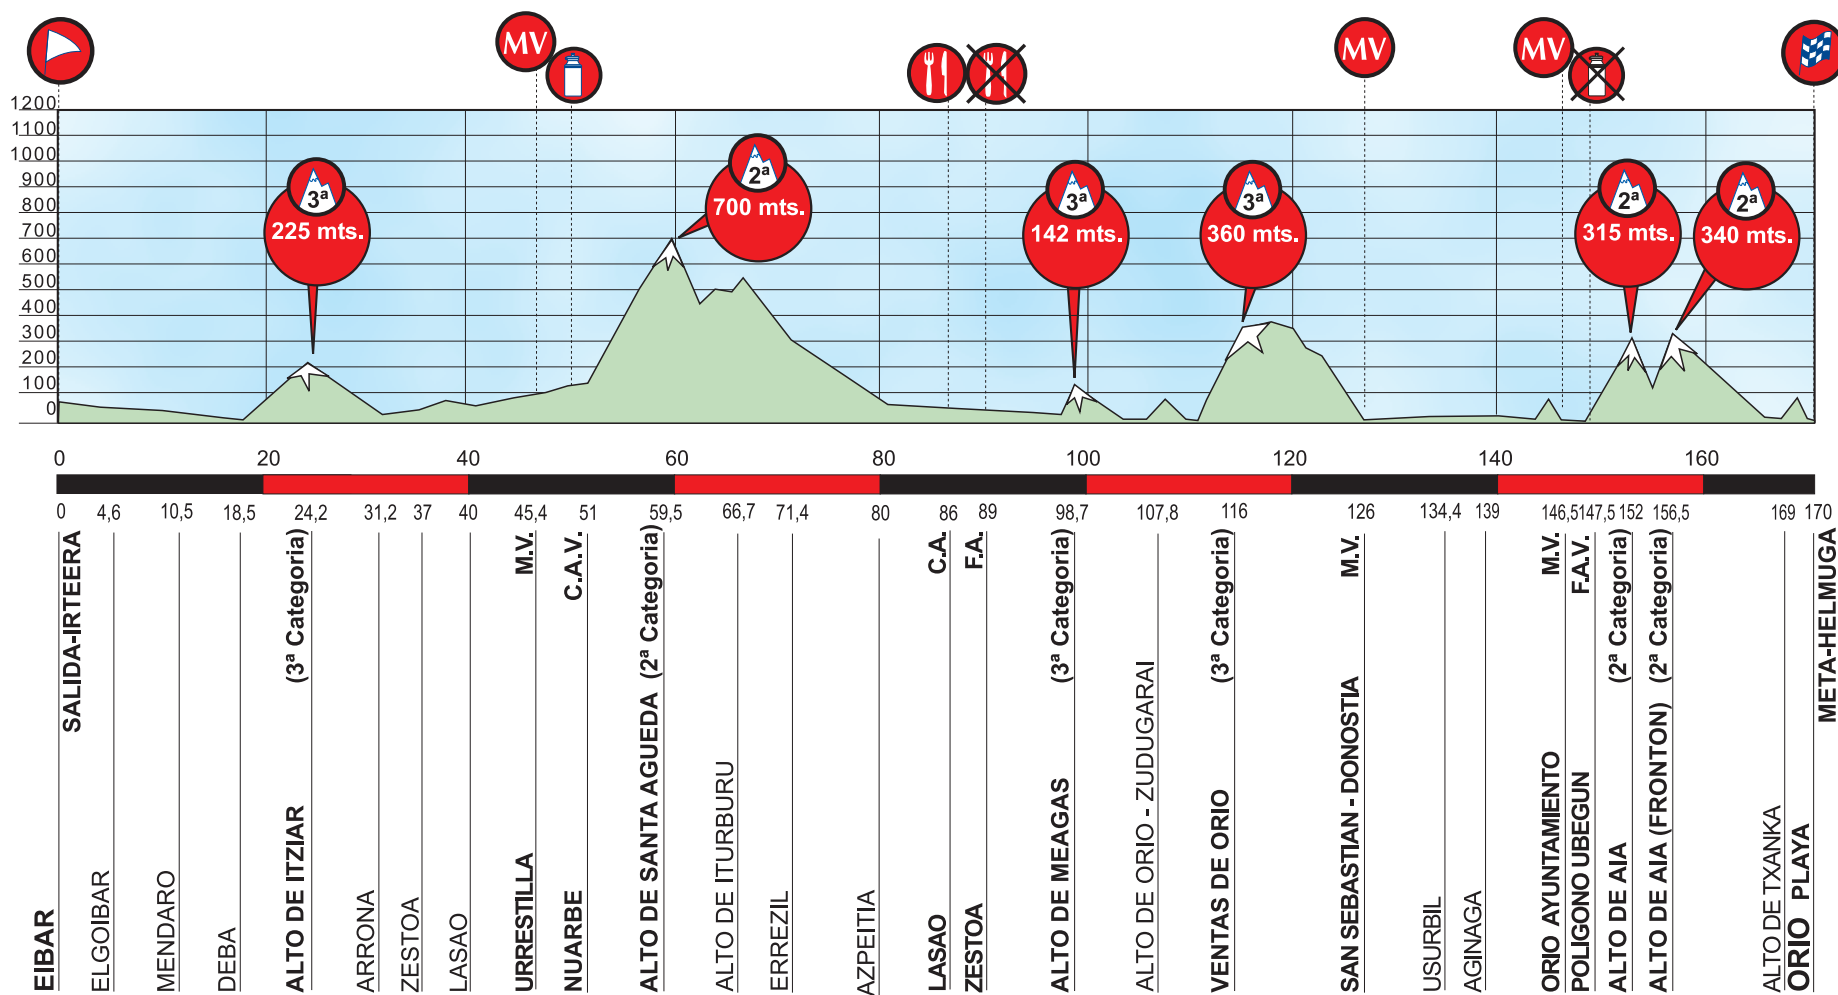 MV
MV
MV
1200
1100
1000
900
800
700
600
500
400
300
200
100
0
3ª
225 mts.
2ª
700 mts.
3ª
142 mts.
3ª
360 mts.
2ª
315 mts.
2ª
340 mts.
0 20 40 60 80 100 120 140 160
0 4,6 10,5 18,5 24,2 31,2 37 40 45,4 51 59,5 66,7 71,4 80 86 89 98,7 107,8 116 126 134,4 139 146,5 147,5 152 156,5 169 170
EIBAR SALIDA-IRTEERA
ELGOIBAR
MENDARO
DEBA
ALTO DE ITZIAR (3ª Categoria)
ARRONA
ZESTOA
LASAO
URRESTILLA M.V.
NUARBE C.A.V.
ALTO DE SANTA AGUEDA (2ª Categoria)
ALTO DE ITURBURU
ERREZIL
AZPEITIA
LASAO C.A.
ZESTOA F.A.
ALTO DE MEAGAS (3ª Categoria)
ALTO DE ORIO - ZUDUGARAI
VENTAS DE ORIO (3ª Categoria)
SAN SEBASTIAN - DONOSTIA M.V.
USURBIL
AGINAGA
ORIO AYUNTAMIENTO M.V.
POLIGONO UBEGUN F.A.V.
ALTO DE AIA (2ª Categoria)
ALTO DE AIA (FRONTON) (2ª Categoria)
ALTO DE TXANKA
ORIO PLAYA META-HELMUGA